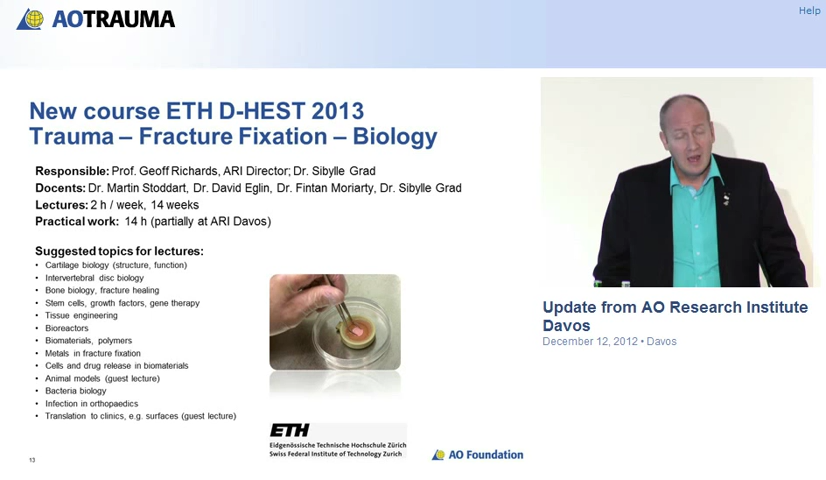 AOTRAUMA
Help
New course ETH D-HEST 2013
Trauma – Fracture Fixation – Biology
Responsible: Prof. Geoff Richards, ARI Director; Dr. Sibylle Grad
Docents: Dr. Martin Stoddart, Dr. David Eglin, Dr. Fintan Moriarty, Dr. Sibylle Grad
Lectures: 2 h / week, 14 weeks
Practical work: 14 h (partially at ARI Davos)
Suggested topics for lectures:
• Cartilage biology (structure, function)
• Intervertebral disc biology
• Bone biology, fracture healing
• Stem cells, growth factors, gene therapy
• Tissue engineering
• Bioreactors
• Biomaterials, polymers
• Metals in fracture fixation
• Cells and drug release in biomaterials
• Animal models (guest lecture)
• Bacteria biology
• Infection in orthopaedics
• Translation to clinics, e.g. surfaces (guest lecture)
ETH
Eidgenössische Technische Hochschule Zürich
Swiss Federal Institute of Technology Zurich
13
AO Foundation
Update from AO Research Institute
Davos
December 12, 2012 • Davos